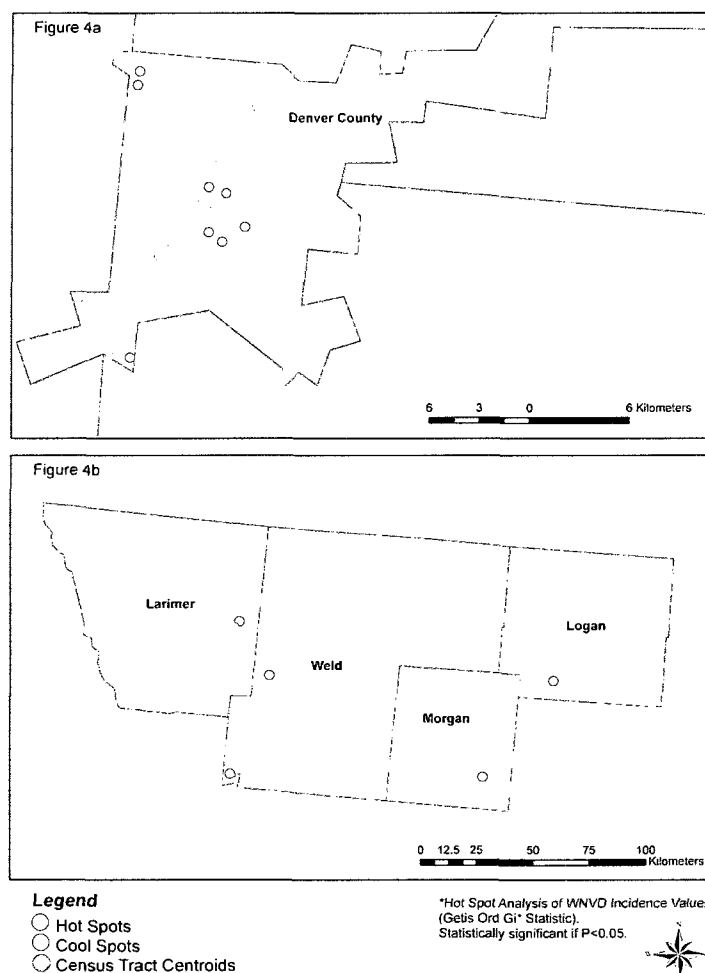 Figure 4a
Denver County
6 3 0 6 Kilometers
Figure 4b
Larimer
Logan
Weld
Morgan
0 12.5 25 50 75 100
Kilometers
Legend
Hot Spots
Cool Spots
Census Tract Centroids
*Hot Spot Analysis of WNVD Incidence Values
(Getis Ord Gi* Statistic).
Statistically significant if P<0.05.